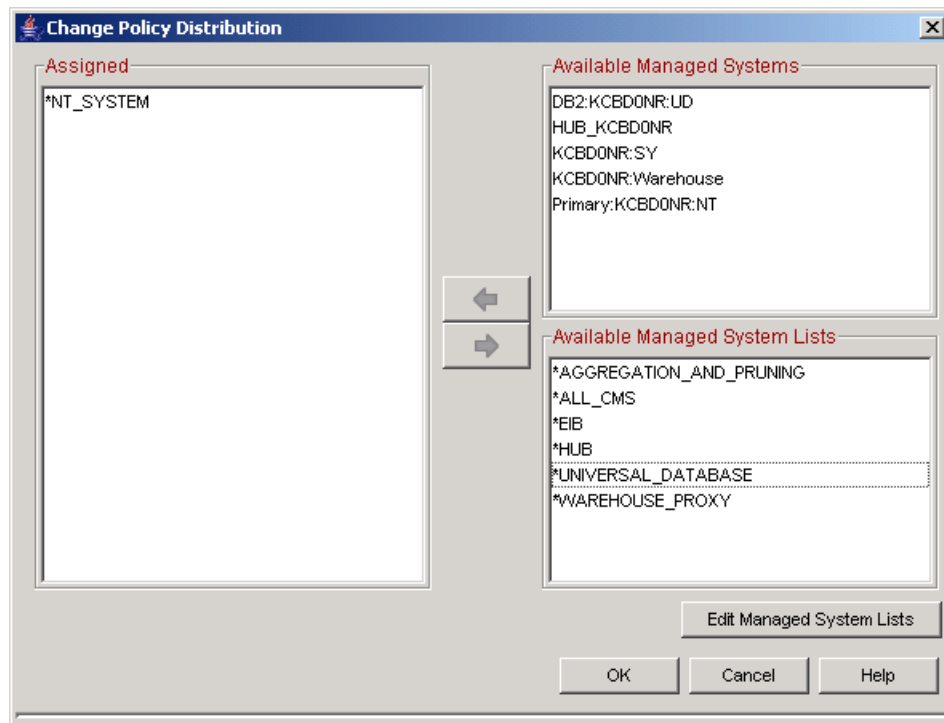 Change Policy Distribution
Assigned
*NT_SYSTEM
Available Managed Systems
DB2:KCBD0NR:UD
HUB_KCBD0NR
KCBD0NR:SY
KCBD0NR:Warehouse
Primary:KCBD0NR:NT
Available Managed System Lists
*AGGREGATION_AND_PRUNING
*ALL_CMS
*EIB
*HUB
*UNIVERSAL_DATABASE
*WAREHOUSE_PROXY
Edit Managed System Lists
OK
Cancel
Help